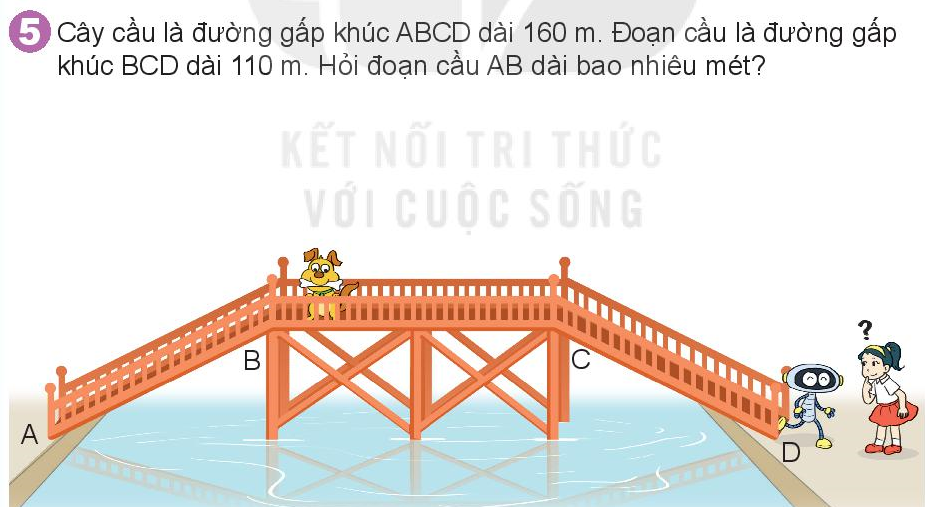 5 Cây cầu là đường gấp khúc ABCD dài 160 m. Đoạn cầu là đường gấp
khúc BCD dài 110 m. Hỏi đoạn cầu AB dài bao nhiêu mét?
KẾT NỐI TRI THỨC
VỚI CUỘC SỐNG
?
B
C
A
D